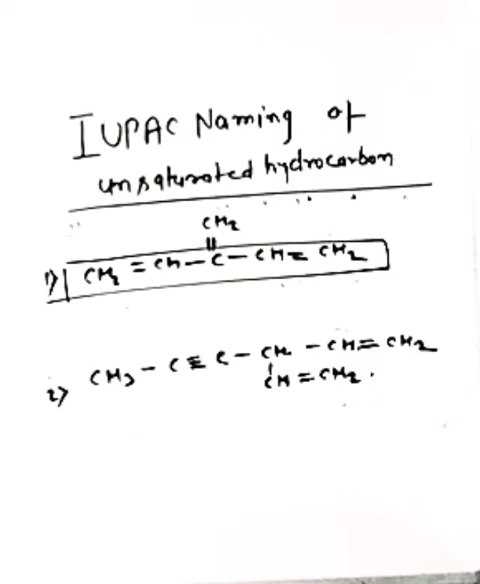 IUPAC Naming of
unsaturated hydrocarbon
CH2
||
1) CH2 = CH - C - CH = CH2
2) CH3 - C ≡ C - CH - CH = CH2
CH = CH2.